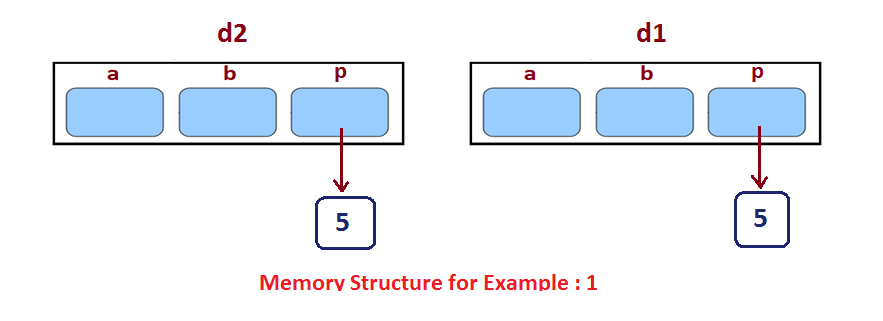 d2 d1
a b p a b p
5 5
Memory Structure for Example : 1